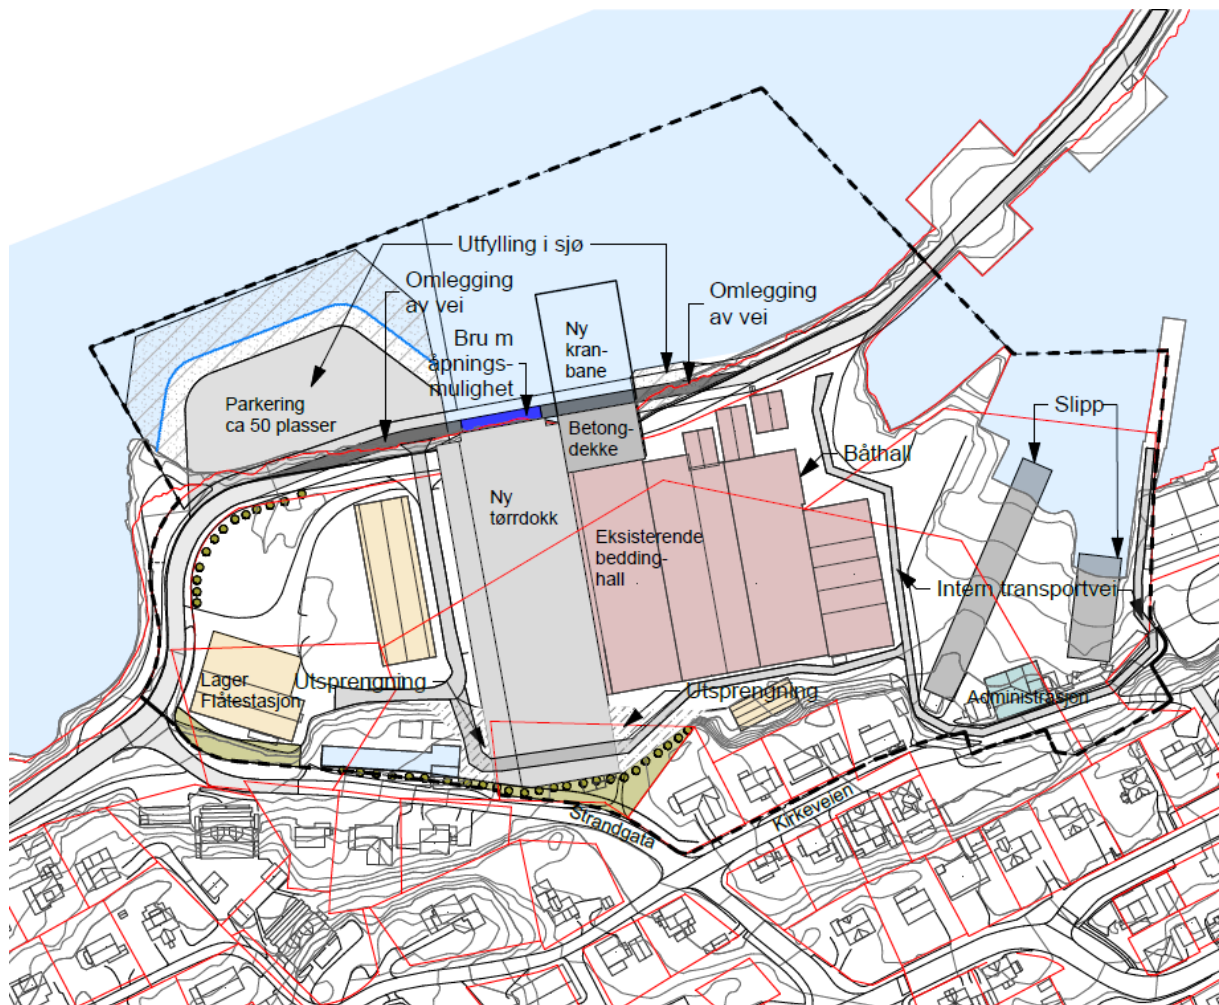 Utfylling i sjø
Omlegging
av vei
Omlegging
av vei
Bru m
åpnings-
mulighet
Ny
kran-
bane
Parkering
ca 50 plasser
Betong-
dekke
Slipp
Båthall
Ny
tørrdokk
Eksisterende
bedding-
hall
Intern transportvei
Lager
Flåtestasjon
Utsprengning
Utsprengning
Administrasjon
Strandgata
Kirkeveien